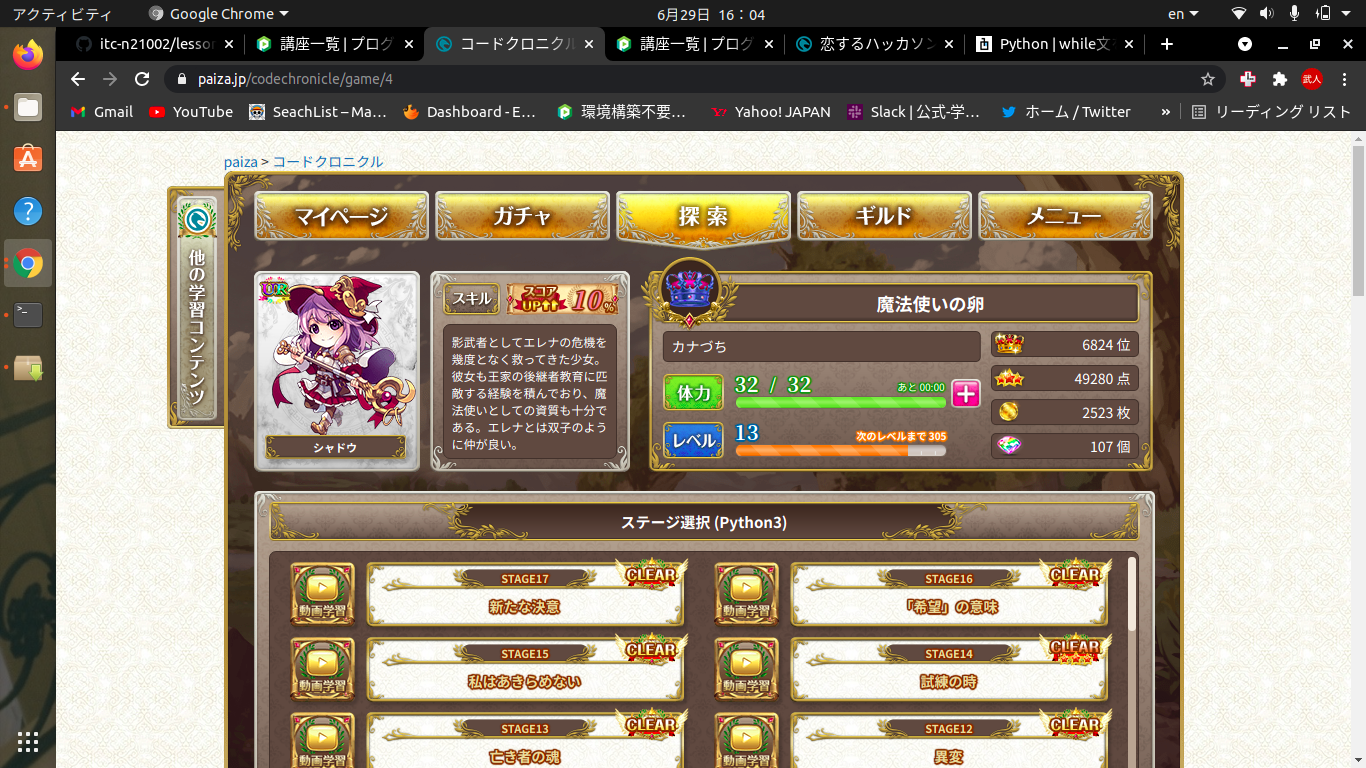 アクティビティ
Google Chrome
6月29日 16：04
en
itc-n21002/lesso
講座一覧 | プログ
コードクロニクル
講座一覧 | プログ
恋するハッカソン
Python | while文
paiza.jp/codechronicle/game/4
武人
Gmail
YouTube
SeachList – Ma…
Dashboard - E…
環境構築不要…
Yahoo! JAPAN
Slack | 公式-学…
ホーム / Twitter
»
リーディング リスト
paiza > コードクロニクル
他の学習コンテンツ
マイページ
ガチャ
探索
ギルド
メニュー
UR
シャドウ
スキル
スコア
UP
10%
影武者としてエレナの危機を
幾度となく救ってきた少女。
彼女も王家の後継者教育に匹
敵する経験を積んでおり、魔
法使いとしての資質も十分で
ある。エレナとは双子のよう
に仲が良い。
魔法使いの卵
カナづち
体力
32 / 32
あと 00:00
レベル
13
次のレベルまで 305
6824 位
49280 点
2523 枚
107 個
ステージ選択 (Python3)
動画学習
STAGE17
CLEAR
新たな決意
動画学習
STAGE16
CLEAR
「希望」の意味
動画学習
STAGE15
CLEAR
私はあきらめない
動画学習
STAGE14
CLEAR
試練の時
動画学習
STAGE13
CLEAR
亡き者の魂
動画学習
STAGE12
CLEAR
異変